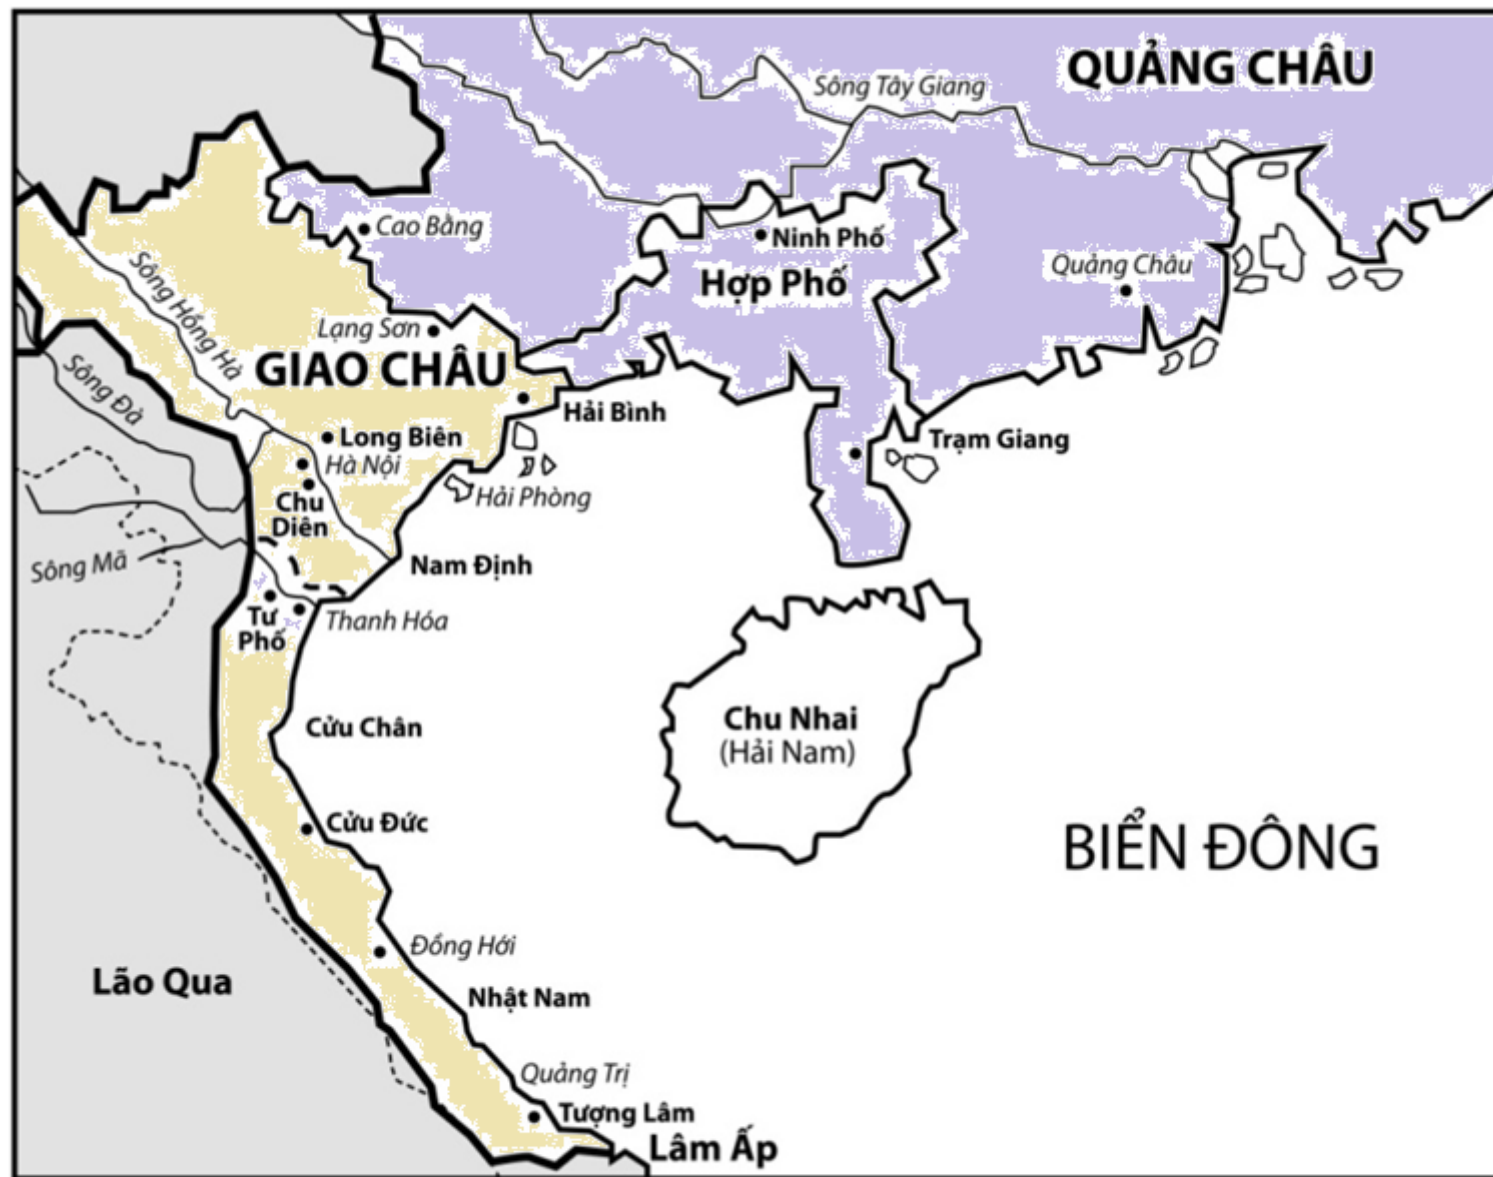 QUẢNG CHÂU
Sông Tây Giang
Cao Bằng
Ninh Phố
Hợp Phố
Quảng Châu
Sông Hồng Hà
Lạng Sơn
GIAO CHÂU
Sông Đà
Hải Bình
Long Biên
Trạm Giang
Hà Nội
Hải Phòng
Chu
Diên
Sông Mã
Nam Định
Tư
Phố
Thanh Hóa
Chu Nhai
(Hải Nam)
Cửu Chân
Cửu Đức
BIỂN ĐÔNG
Đồng Hới
Lão Qua
Nhật Nam
Quảng Trị
Tượng Lâm
Lâm Ấp